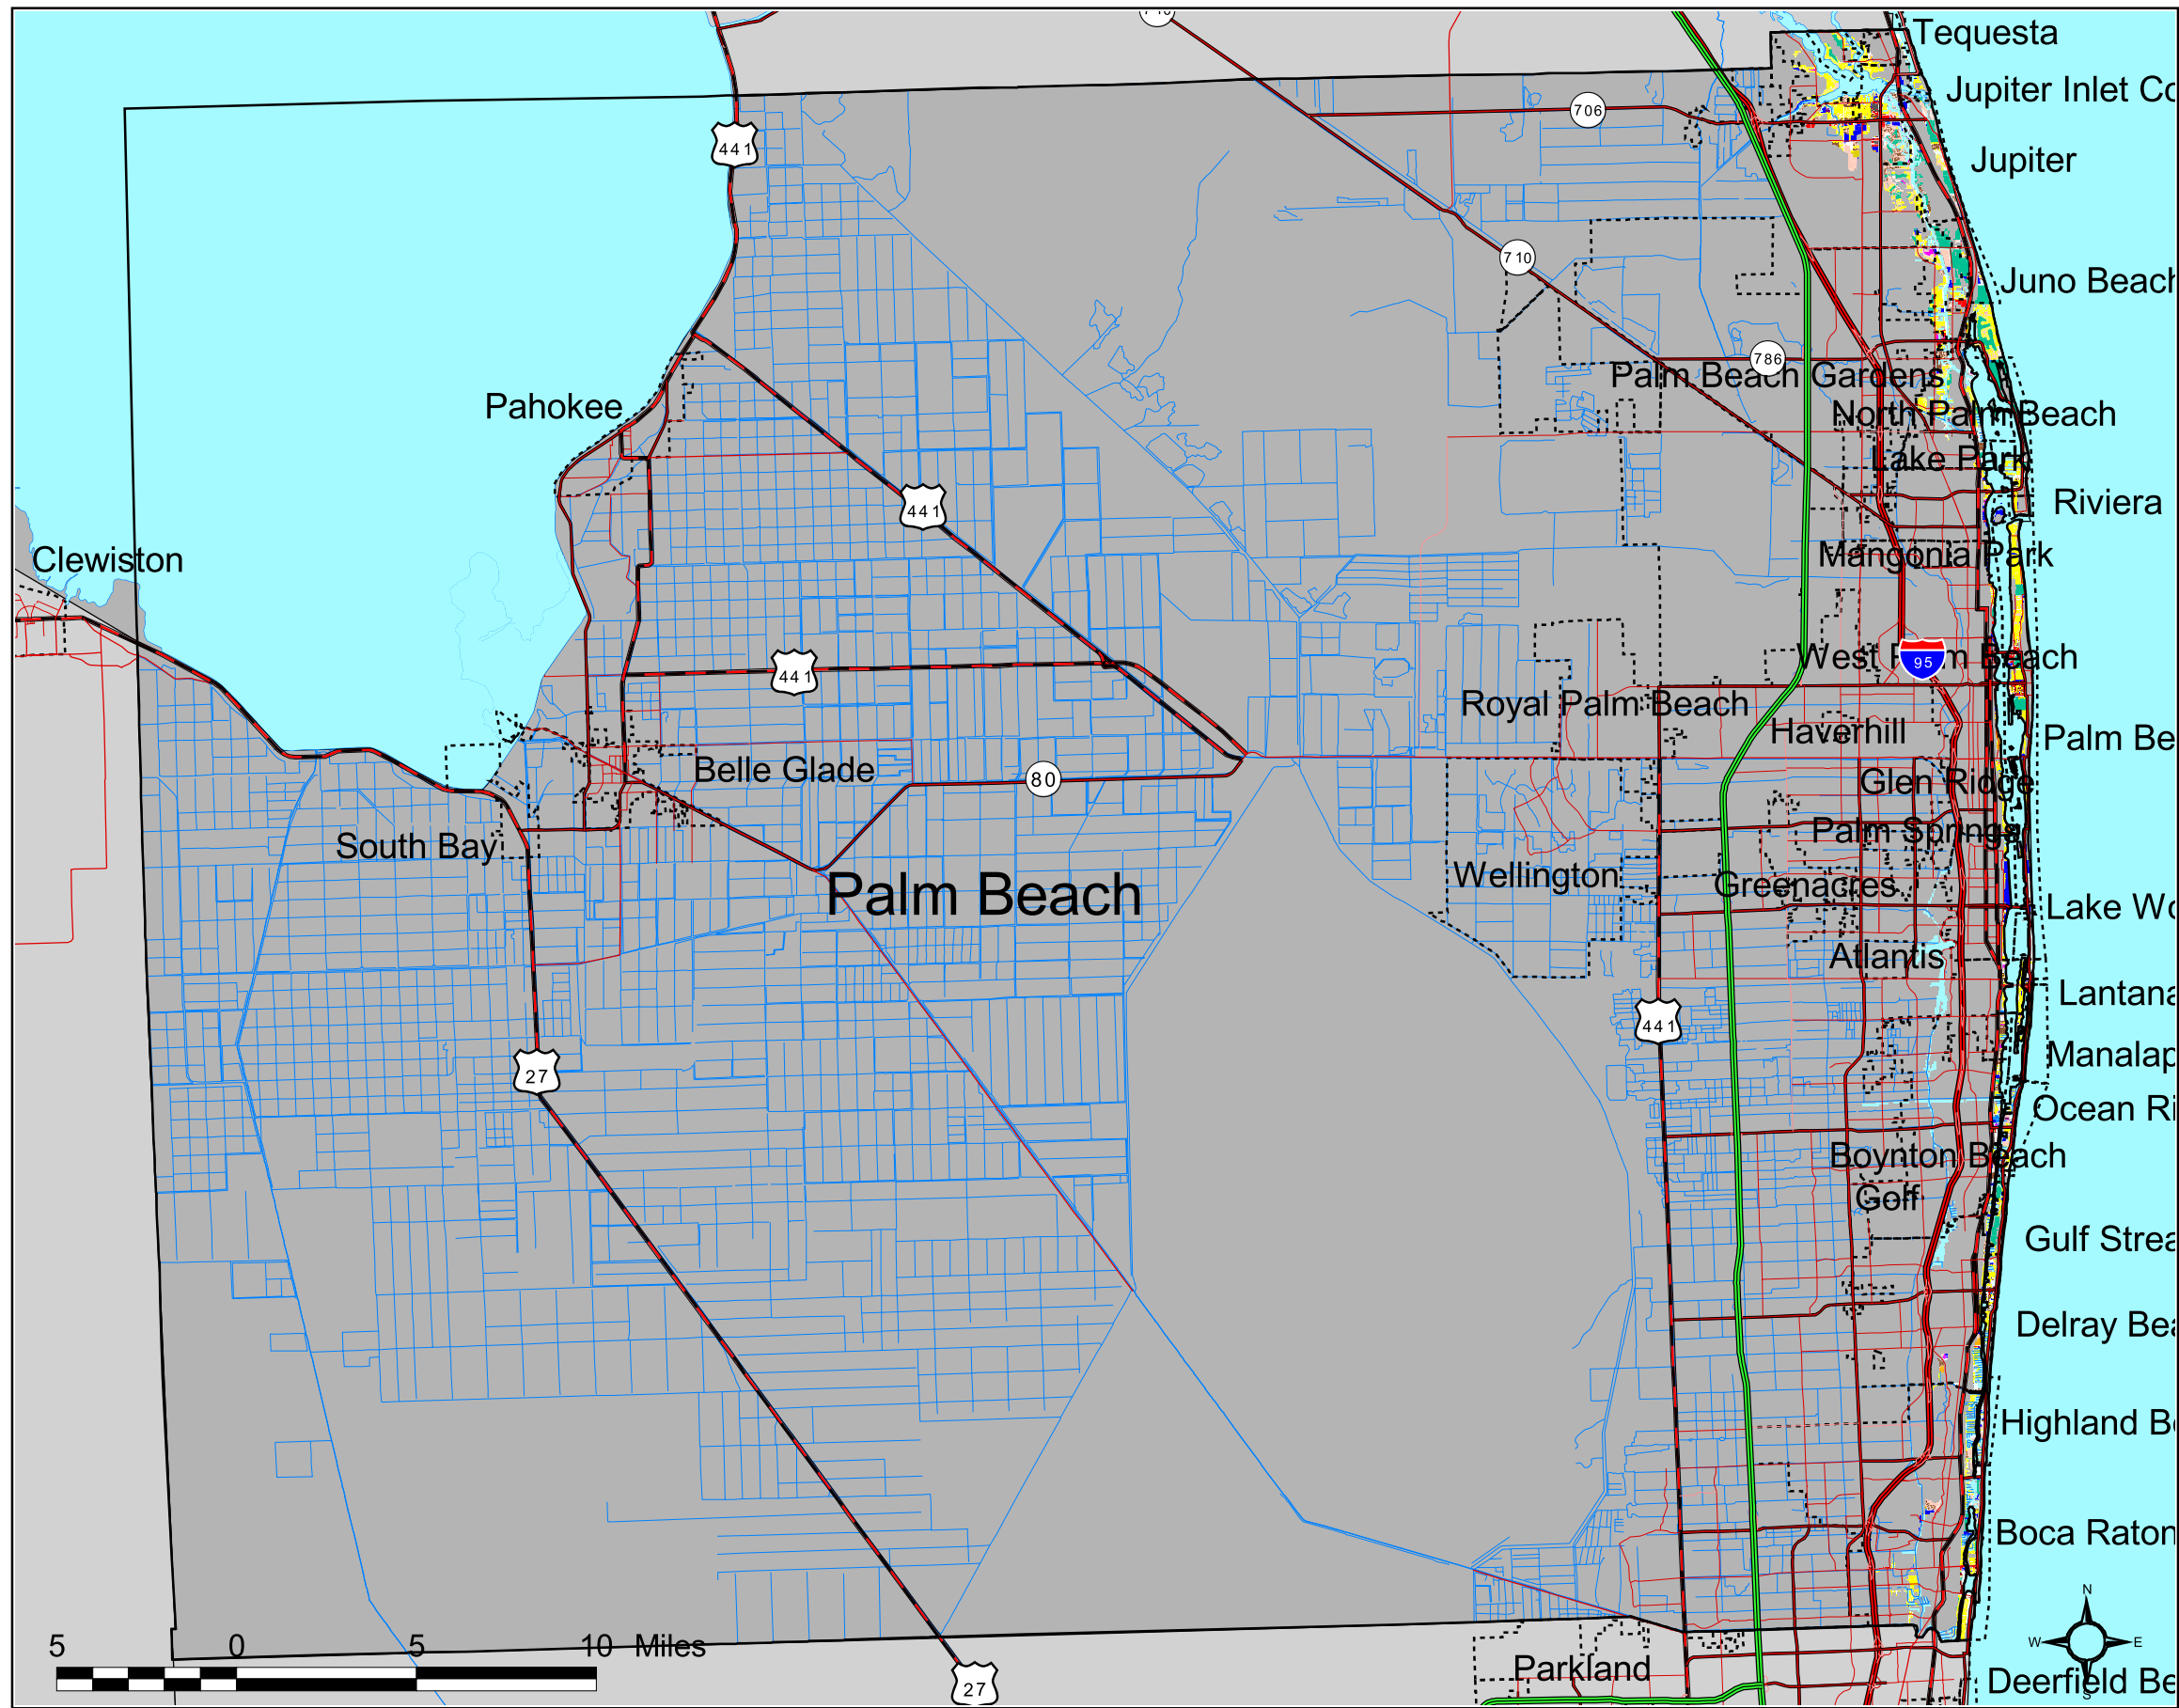 Tequesta
Jupiter Inlet Co
706
441
Jupiter
710
Juno Beach
786
Palm Beach Gardens
Pahokee
North Palm Beach
Lake Park
Riviera
441
Clewiston
Mangonia Park
West Palm Beach
95
441
Royal Palm Beach
Haverhill
Palm Be
Belle Glade
80
Glen Ridge
South Bay
Palm Springs
Wellington
Greenacres
Palm Beach
Lake Wo
Atlantis
Lantana
441
Manalap
27
Ocean Ri
Boynton Beach
Golf
Gulf Strea
Delray Bea
Highland Be
Boca Raton
N
W E
S
5 0 5 10 Miles
Parkland
27
Deerfield Be